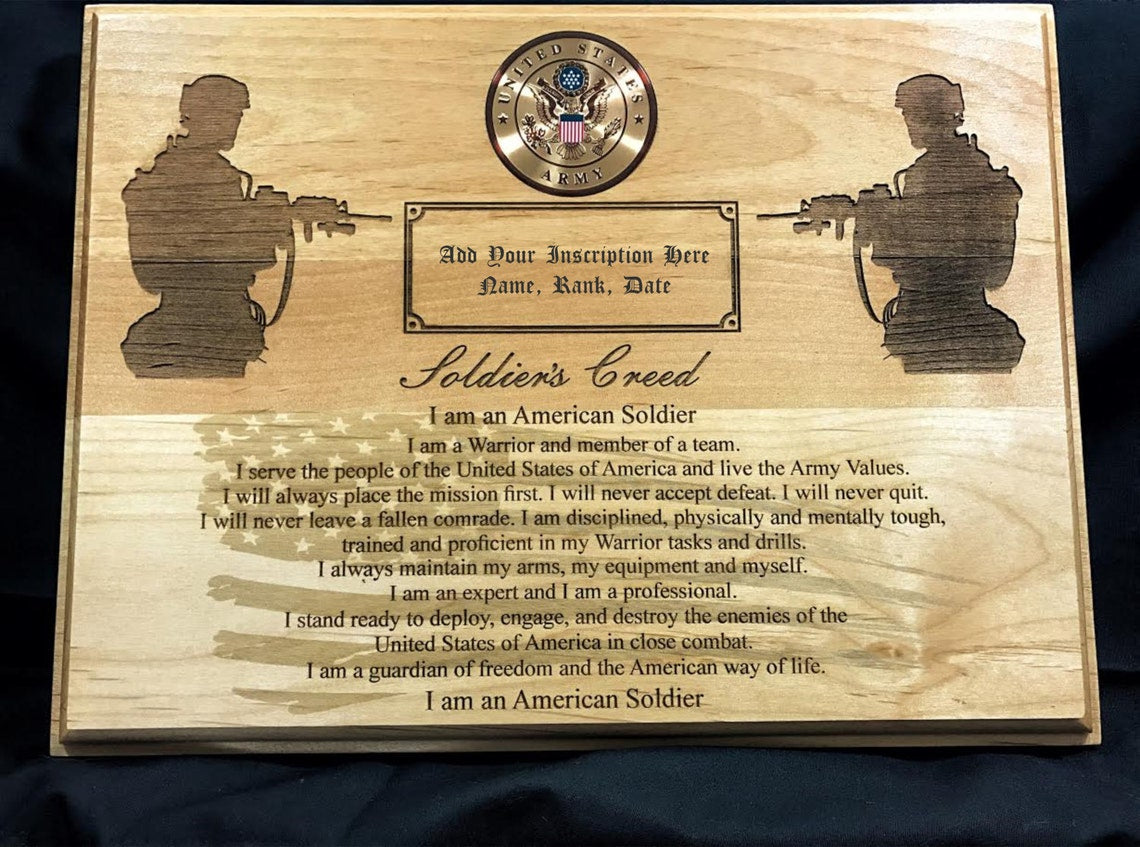 UNITED STATES
ARMY
Add Your Inscription Here
Name, Rank, Date
Soldier's Creed
I am an American Soldier
I am a Warrior and member of a team.
I serve the people of the United States of America and live the Army Values.
I will always place the mission first. I will never accept defeat. I will never quit.
I will never leave a fallen comrade. I am disciplined, physically and mentally tough,
trained and proficient in my Warrior tasks and drills.
I always maintain my arms, my equipment and myself.
I am an expert and I am a professional.
I stand ready to deploy, engage, and destroy the enemies of the
United States of America in close combat.
I am a guardian of freedom and the American way of life.
I am an American Soldier